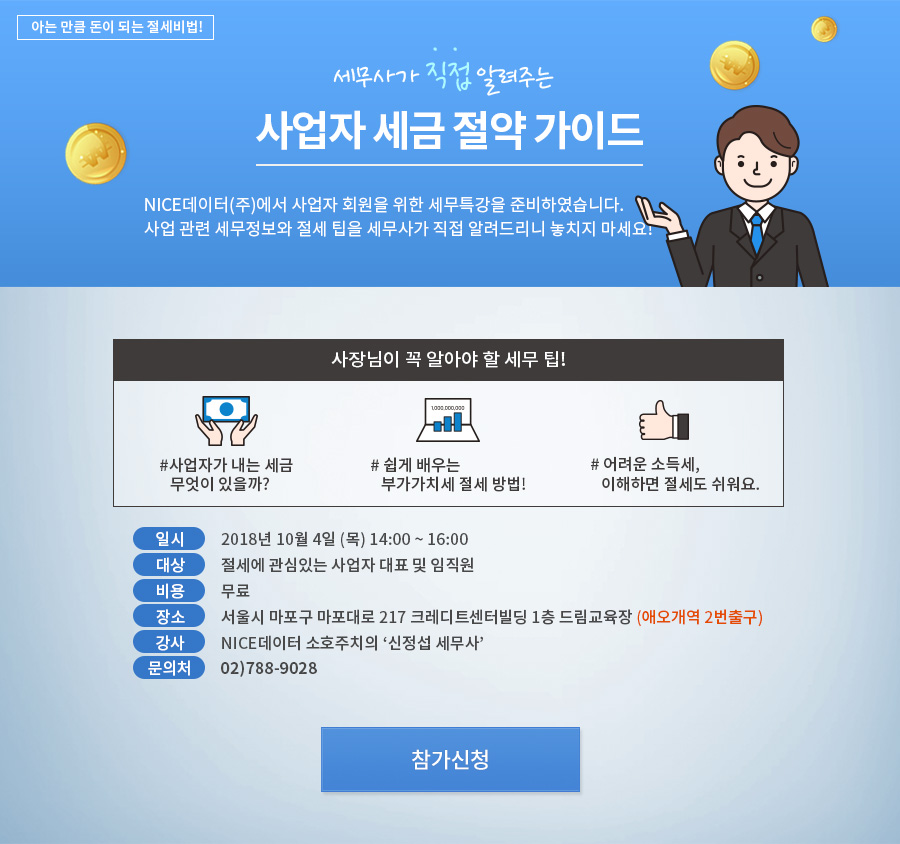 아는 만큼 돈이 되는 절세비법!
세무사가 직접 알려주는
사업자 세금 절약 가이드
NICE데이터(주)에서 사업자 회원을 위한 세무특강을 준비하였습니다.
사업 관련 세무정보와 절세 팁을 세무사가 직접 알려드리니 놓치지 마세요!
사장님이 꼭 알아야 할 세무 팁!
1,000,000,000
#사업자가 내는 세금
무엇이 있을까?
# 쉽게 배우는
부가가치세 절세 방법!
# 어려운 소득세,
이해하면 절세도 쉬워요.
일시 2018년 10월 4일 (목) 14:00 ~ 16:00
대상 절세에 관심있는 사업자 대표 및 임직원
비용 무료
장소 서울시 마포구 마포대로 217 크레디트센터빌딩 1층 드림교육장 (애오개역 2번출구)
강사 NICE데이터 소호주치의 ‘신정섭 세무사’
문의처 02)788-9028
참가신청